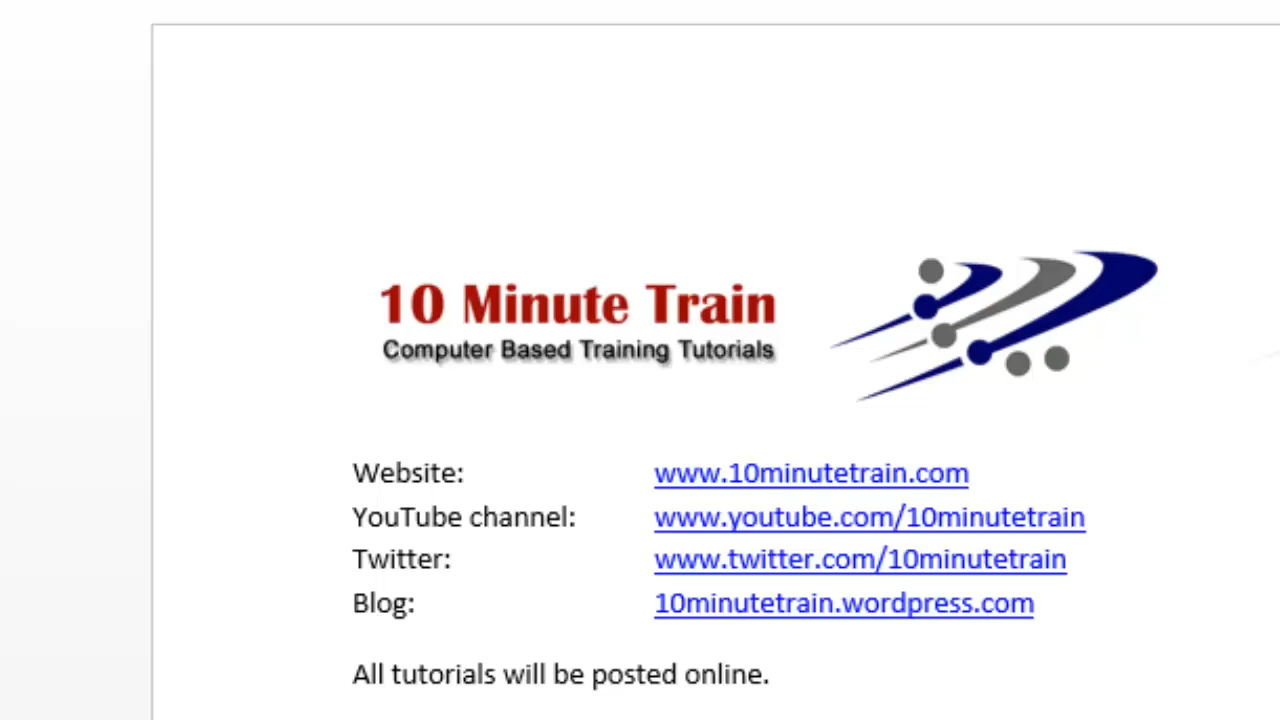 10 Minute Train
Computer Based Training Tutorials
Website: www.10minutetrain.com
YouTube channel: www.youtube.com/10minutetrain
Twitter: www.twitter.com/10minutetrain
Blog: 10minutetrain.wordpress.com
All tutorials will be posted online.